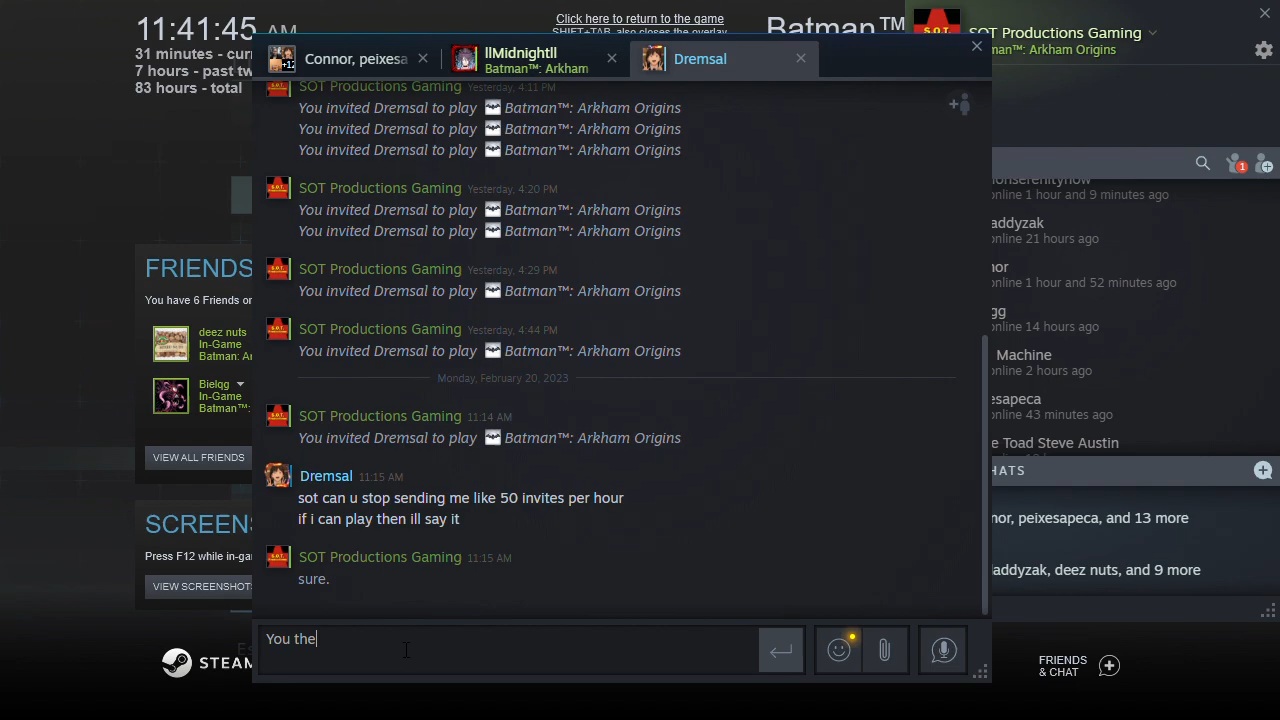 11:41:45 AM
31 minutes - curr
7 hours - past tw
83 hours - total
Click here to return to the game
SHIFT+TAB, also closes the overlay
Batman™
SOT Productions Gaming
nan™: Arkham Origins
Connor, peixesa
+12
llMidnightll
Batman™: Arkham
Dremsal
SOT Productions Gaming Yesterday, 4:11 PM
You invited Dremsal to play Batman™: Arkham Origins
You invited Dremsal to play Batman™: Arkham Origins
You invited Dremsal to play Batman™: Arkham Origins
SOT Productions Gaming Yesterday, 4:20 PM
You invited Dremsal to play Batman™: Arkham Origins
You invited Dremsal to play Batman™: Arkham Origins
SOT Productions Gaming Yesterday, 4:29 PM
You invited Dremsal to play Batman™: Arkham Origins
SOT Productions Gaming Yesterday, 4:44 PM
You invited Dremsal to play Batman™: Arkham Origins
Monday, February 20, 2023
SOT Productions Gaming 11:14 AM
You invited Dremsal to play Batman™: Arkham Origins
Dremsal 11:15 AM
sot can u stop sending me like 50 invites per hour
if i can play then ill say it
SOT Productions Gaming 11:15 AM
sure.
You the
FRIENDS
You have 6 Friends on
deez nuts
In-Game
Batman: Ar
Bielqg
In-Game
Batman™:
VIEW ALL FRIENDS
SCREENS
Press F12 while in-ga
VIEW SCREENSHOT
STEAM
1
onserenitynow
online 1 hour and 9 minutes ago
addyzak
online 21 hours ago
nor
online 1 hour and 52 minutes ago
gg
online 14 hours ago
Machine
online 2 hours ago
esapeca
online 43 minutes ago
e Toad Steve Austin
HATS
nor, peixesapeca, and 13 more
addyzak, deez nuts, and 9 more
FRIENDS
& CHAT